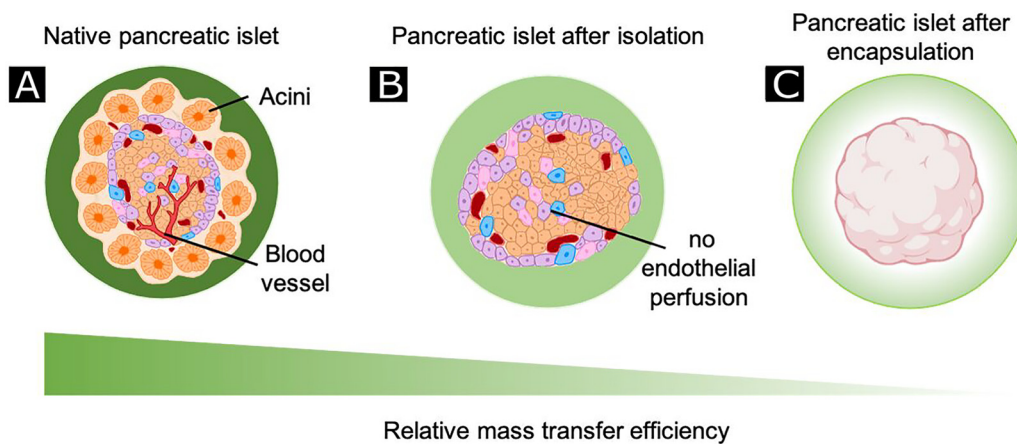 Native pancreatic islet
Pancreatic islet after isolation
Pancreatic islet after
encapsulation
A
B
C
Acini
Blood
vessel
no
endothelial
perfusion
Relative mass transfer efficiency